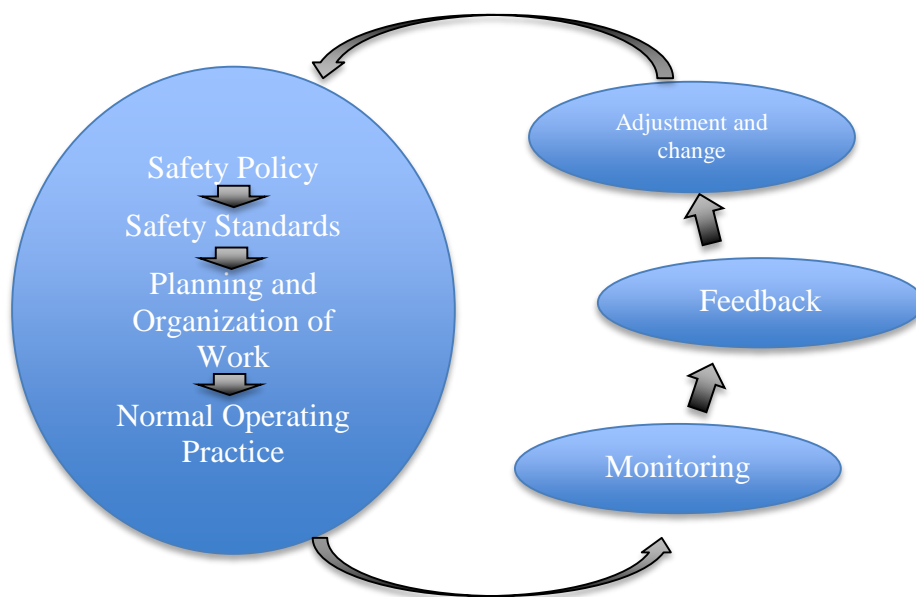 Safety Policy
Safety Standards
Planning and
Organization of
Work
Normal Operating
Practice
Adjustment and
change
Feedback
Monitoring